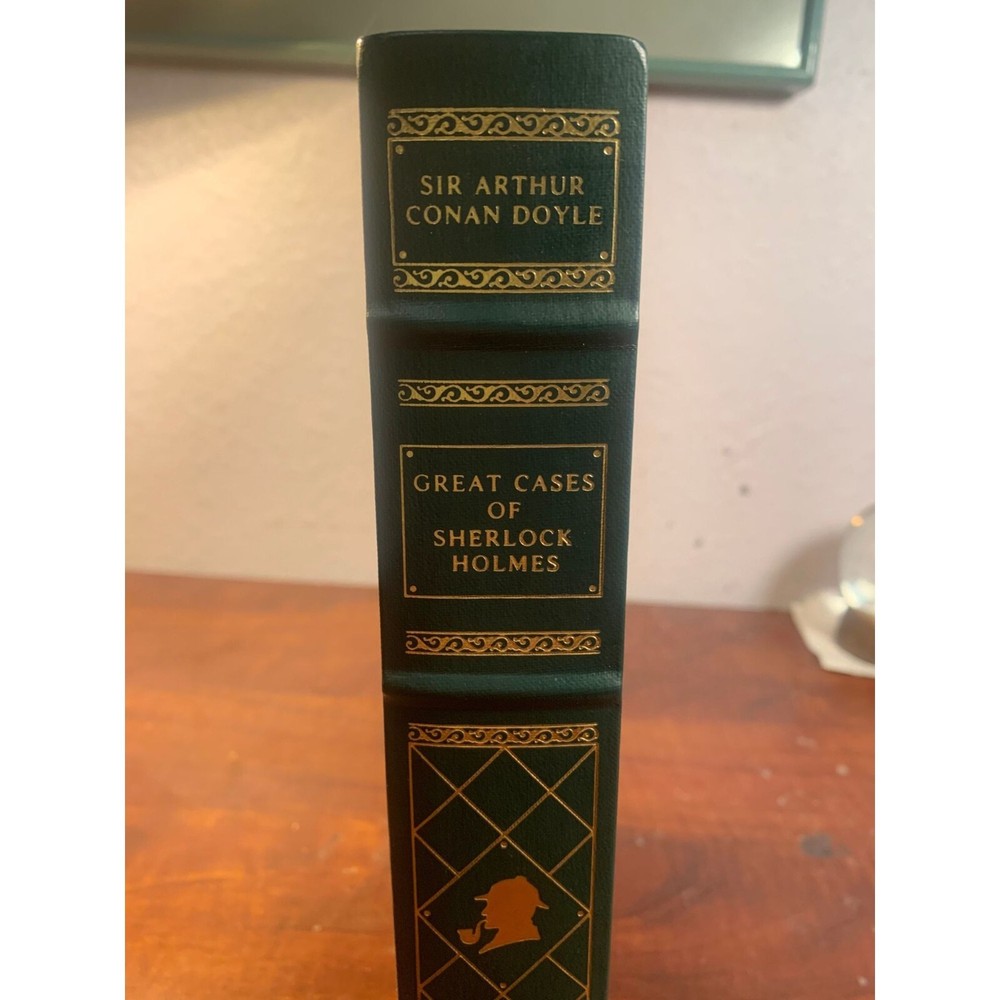 SIR ARTHUR
CONAN DOYLE
GREAT CASES
OF
SHERLOCK
HOLMES